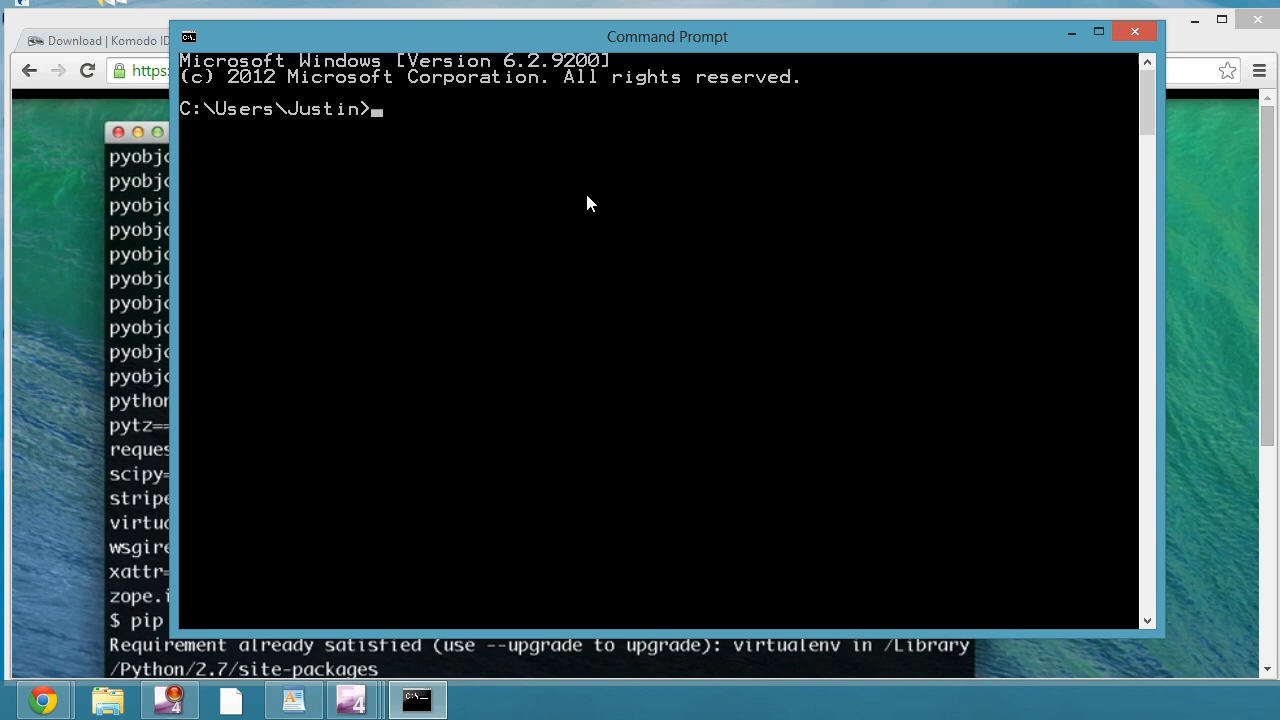 Command Prompt
Download | Komodo ID
https:
Microsoft Windows [Version 6.2.9200]
(c) 2012 Microsoft Corporation. All rights reserved.
C:\Users\Justin>
pyobjc
pyobjc
pyobjc
pyobjc
pyobjc
pyobjc
pyobjc
pyobjc
pyobjc
pyobjc
python
pytz==
reques
scipy=
stripe
virtua
wsgire
xattr=
zope.i
$ pip
Requirement already satisfied (use --upgrade to upgrade): virtualenv in /Library
/Python/2.7/site-packages
4
4
C:\